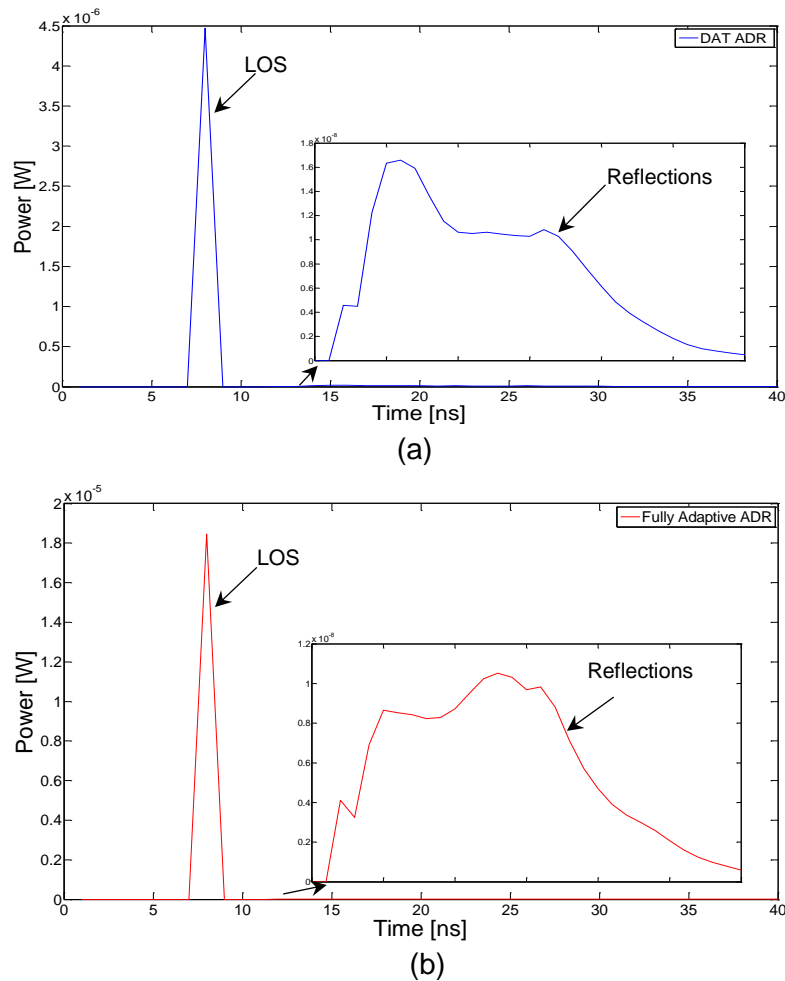 x 10^-6
DAT ADR
4.5
4
3.5
3
2.5
2
1.5
1
0.5
0
Power [W]
LOS
x 10^-8
1.8
1.6
1.4
1.2
1
0.8
0.6
0.4
0.2
0
Reflections
0 5 10 15 20 25 30 35 40
Time [ns]
(a)
x 10^-5
Fully Adaptive ADR
2
1.8
1.6
1.4
1.2
1
0.8
0.6
0.4
0.2
0
Power [W]
LOS
x 10^-8
1.2
1
0.8
0.6
0.4
0.2
0
Reflections
0 5 10 15 20 25 30 35 40
Time [ns]
(b)